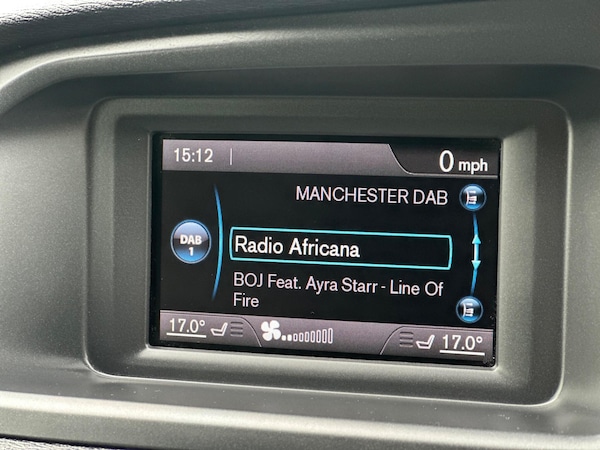 15:12
0 mph
MANCHESTER DAB
DAB
1
Radio Africana
BOJ Feat. Ayra Starr - Line Of
Fire
17.0°
17.0°